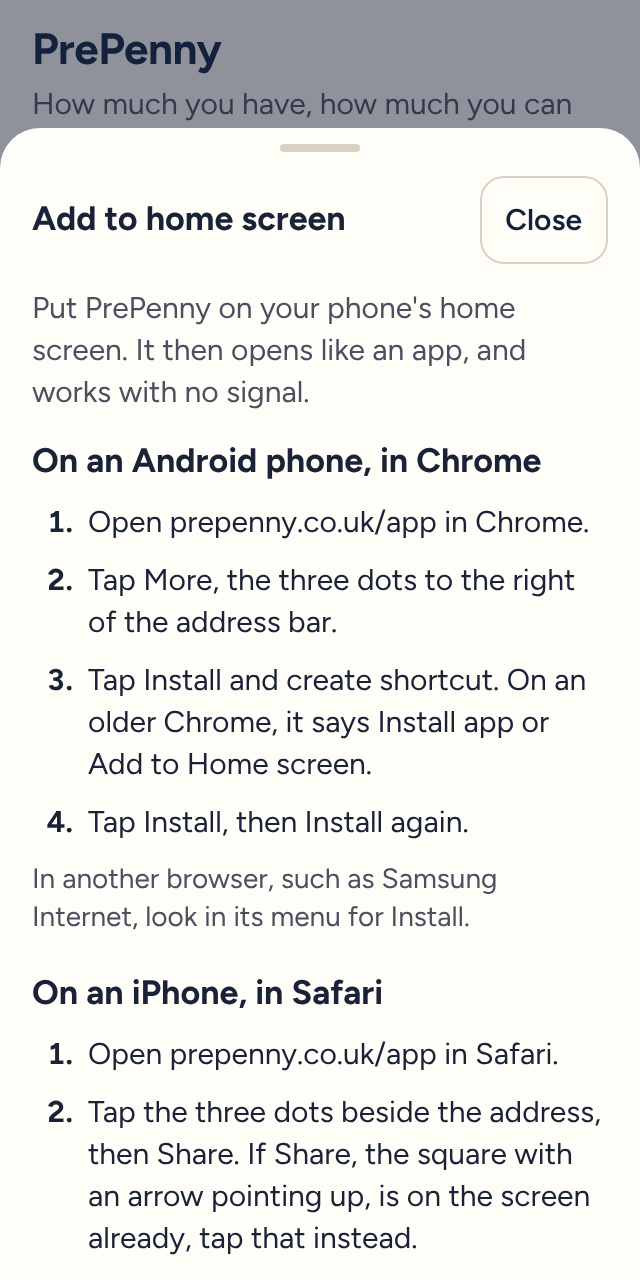 PrePenny
How much you have, how much you can
Add to home screen
Close
Put PrePenny on your phone's home
screen. It then opens like an app, and
works with no signal.
On an Android phone, in Chrome
1. Open prepenny.co.uk/app in Chrome.
2. Tap More, the three dots to the right
of the address bar.
3. Tap Install and create shortcut. On an
older Chrome, it says Install app or
Add to Home screen.
4. Tap Install, then Install again.
In another browser, such as Samsung
Internet, look in its menu for Install.
On an iPhone, in Safari
1. Open prepenny.co.uk/app in Safari.
2. Tap the three dots beside the address,
then Share. If Share, the square with
an arrow pointing up, is on the screen
already, tap that instead.